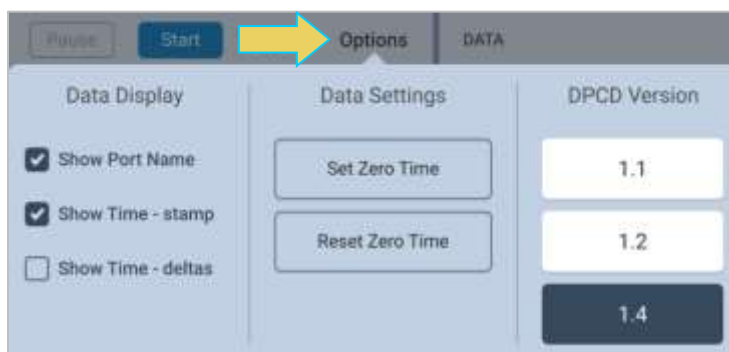 Pause
Start
Options
DATA
Data Display
Data Settings
DPCD Version
Show Port Name
Set Zero Time
1.1
Show Time - stamp
Reset Zero Time
1.2
Show Time - deltas
1.4